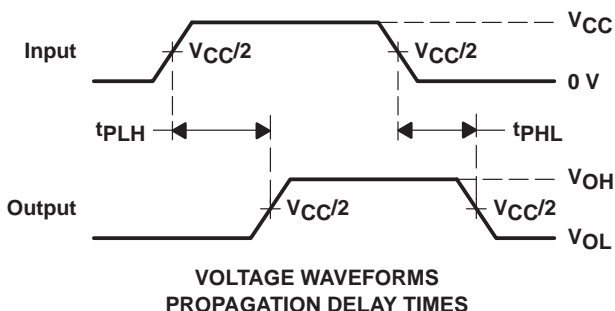 VCC
Input VCC/2 VCC/2
0 V
tPLH tPHL
VOH
Output VCC/2 VCC/2
VOL
VOLTAGE WAVEFORMS
PROPAGATION DELAY TIMES